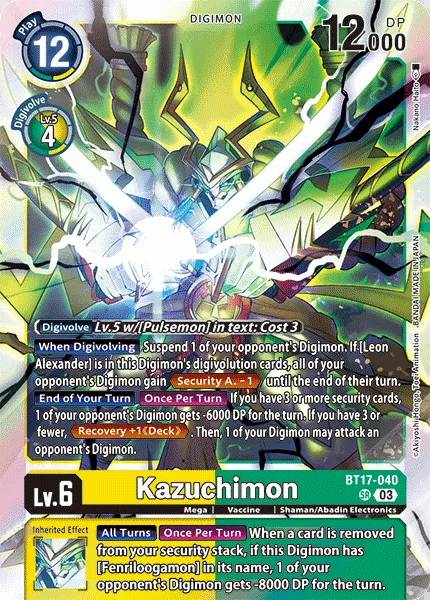 Play
DIGIMON
DP
12
12000
Digivolve
Lv.5
4
Nakano Haito
©Akiyoshi Hongo, Toei Animation BANDAI MADE IN JAPAN
Digivolve Lv.5 w/[Pulsemon] in text: Cost 3
When Digivolving Suspend 1 of your opponent's Digimon. If [Leon
Alexander] is in this Digimon's digivolution cards, all of your
opponent's Digimon gain Security A. -1 until the end of their turn.
End of Your Turn Once Per Turn If you have 3 or more security cards,
1 of your opponent's Digimon gets -6000 DP for the turn. If you have 3 or
fewer, Recovery +1《Deck》. Then, 1 of your Digimon may attack an
opponent's Digimon.
BT17-040
Lv.6
Kazuchimon
SR 03
Mega | Vaccine | Shaman/Abadin Electronics
Inherited Effect
All Turns Once Per Turn When a card is removed
from your security stack, if this Digimon has
[Fenriloogamon] in its name, 1 of your
opponent's Digimon gets -8000 DP for the turn.